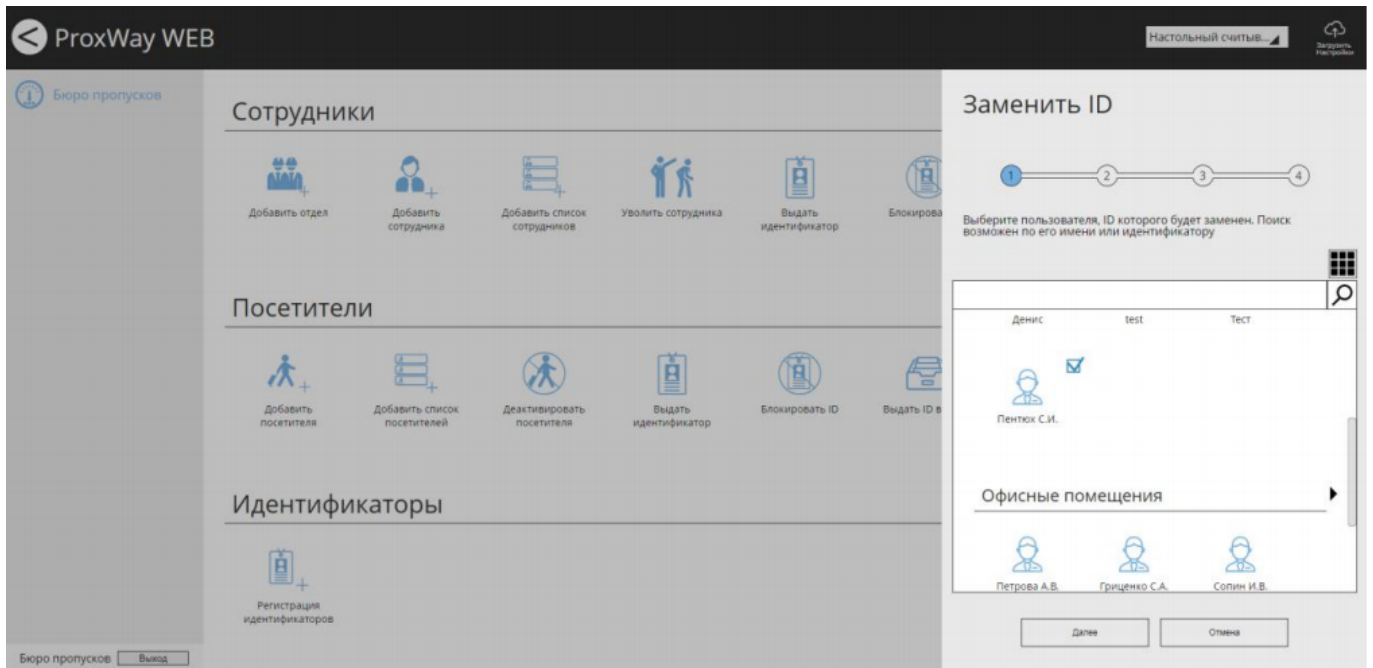 ProxWay WEB
Настольный считыв...
Загрузить
Настройки
Бюро пропусков
Сотрудники
Добавить отдел
Добавить
сотрудника
Добавить список
сотрудников
Уволить сотрудника
Выдать
идентификатор
Блокирова
Посетители
Добавить
посетителя
Добавить список
посетителей
Деактивировать
посетителя
Выдать
идентификатор
Блокировать ID
Выдать ID в
Идентификаторы
Регистрация
идентификаторов
Бюро пропусков
Выход
Заменить ID
1 2 3 4
Выберите пользователя, ID которого будет заменен. Поиск
возможен по его имени или идентификатору
Денис test Тест
Пентюх С.И.
Офисные помещения
Петрова А.В. Гриценко С.А. Сопин И.В.
Далее Отмена